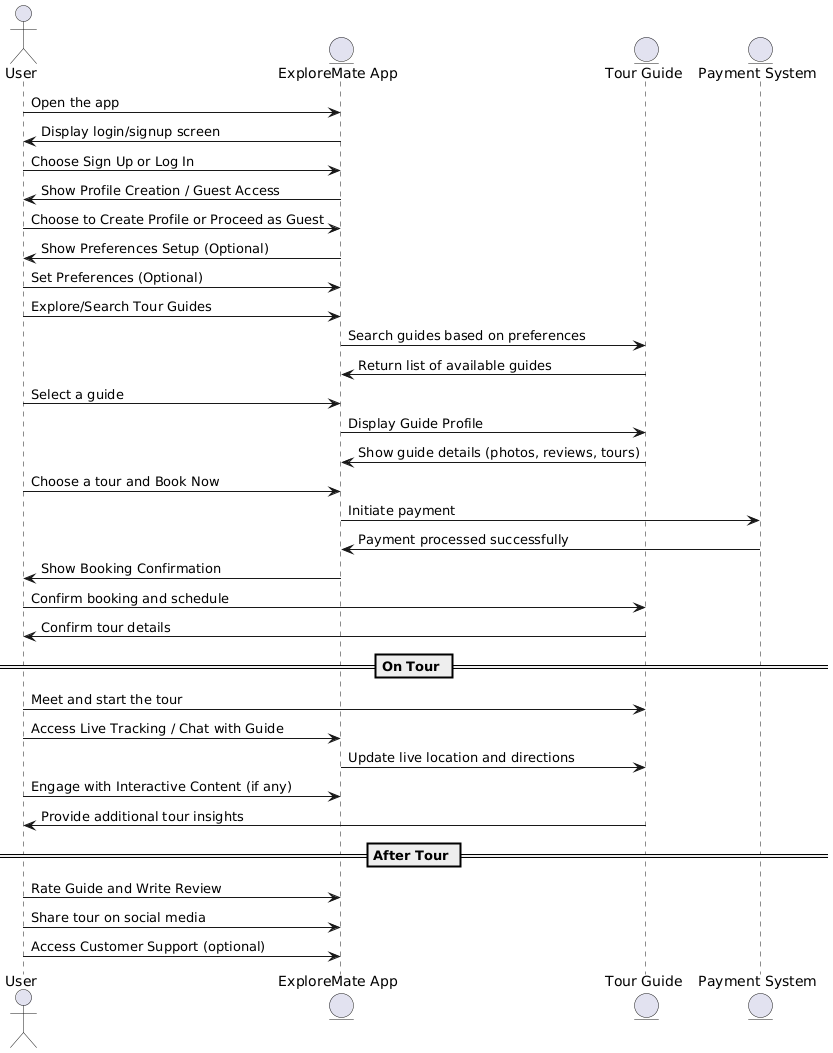 User
ExploreMate App
Tour Guide
Payment System
Open the app
Display login/signup screen
Choose Sign Up or Log In
Show Profile Creation / Guest Access
Choose to Create Profile or Proceed as Guest
Show Preferences Setup (Optional)
Set Preferences (Optional)
Explore/Search Tour Guides
Search guides based on preferences
Return list of available guides
Select a guide
Display Guide Profile
Show guide details (photos, reviews, tours)
Choose a tour and Book Now
Initiate payment
Payment processed successfully
Show Booking Confirmation
Confirm booking and schedule
Confirm tour details
On Tour
Meet and start the tour
Access Live Tracking / Chat with Guide
Update live location and directions
Engage with Interactive Content (if any)
Provide additional tour insights
After Tour
Rate Guide and Write Review
Share tour on social media
Access Customer Support (optional)
User
ExploreMate App
Tour Guide
Payment System